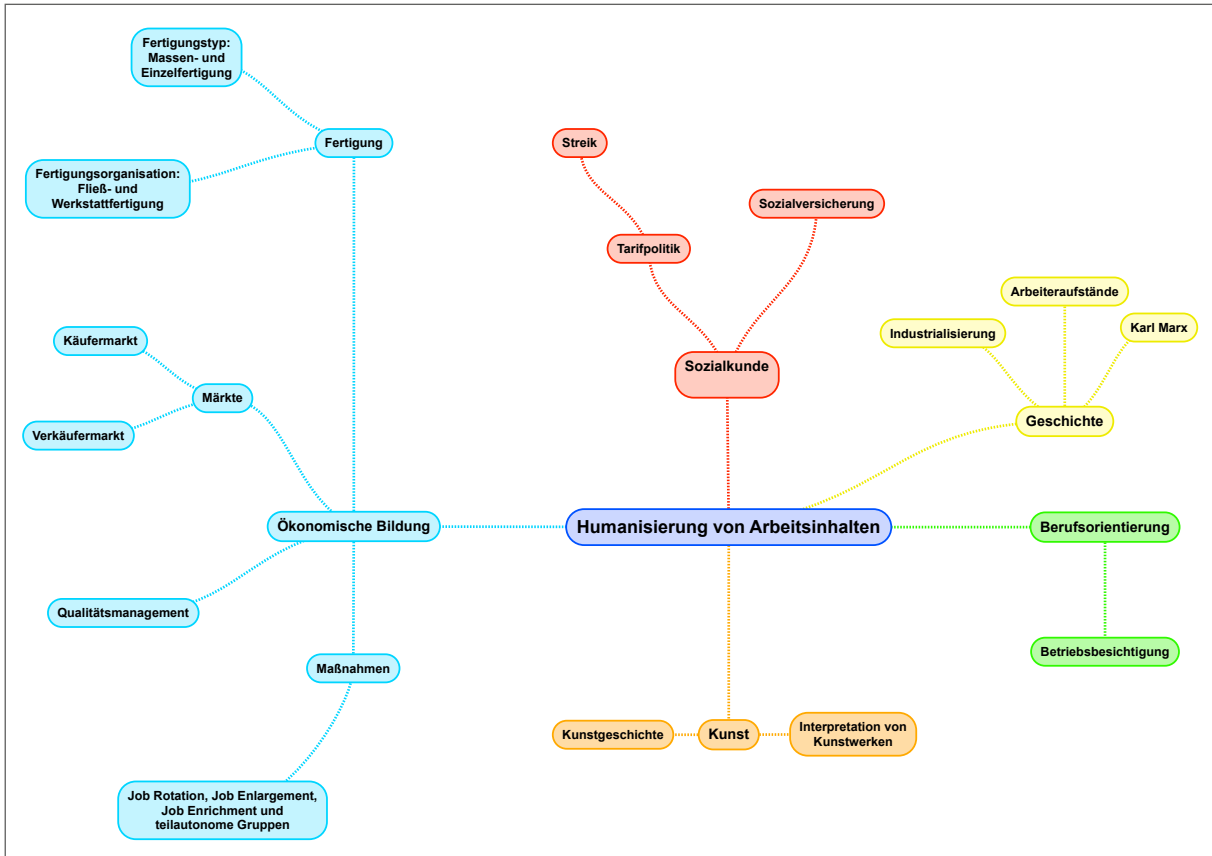 Fertigungstyp:
Massen- und
Einzelfertigung
Fertigung
Fertigungsorganisation:
Fließ- und
Werkstattfertigung
Käufermarkt
Märkte
Verkäufermarkt
Ökonomische Bildung
Qualitätsmanagement
Maßnahmen
Job Rotation, Job Enlargement,
Job Enrichment und
teilautonome Gruppen
Streik
Sozialversicherung
Tarifpolitik
Sozialkunde
Arbeiteraufstände
Industrialisierung
Karl Marx
Geschichte
Humanisierung von Arbeitsinhalten
Berufsorientierung
Betriebsbesichtigung
Kunstgeschichte
Kunst
Interpretation von
Kunstwerken